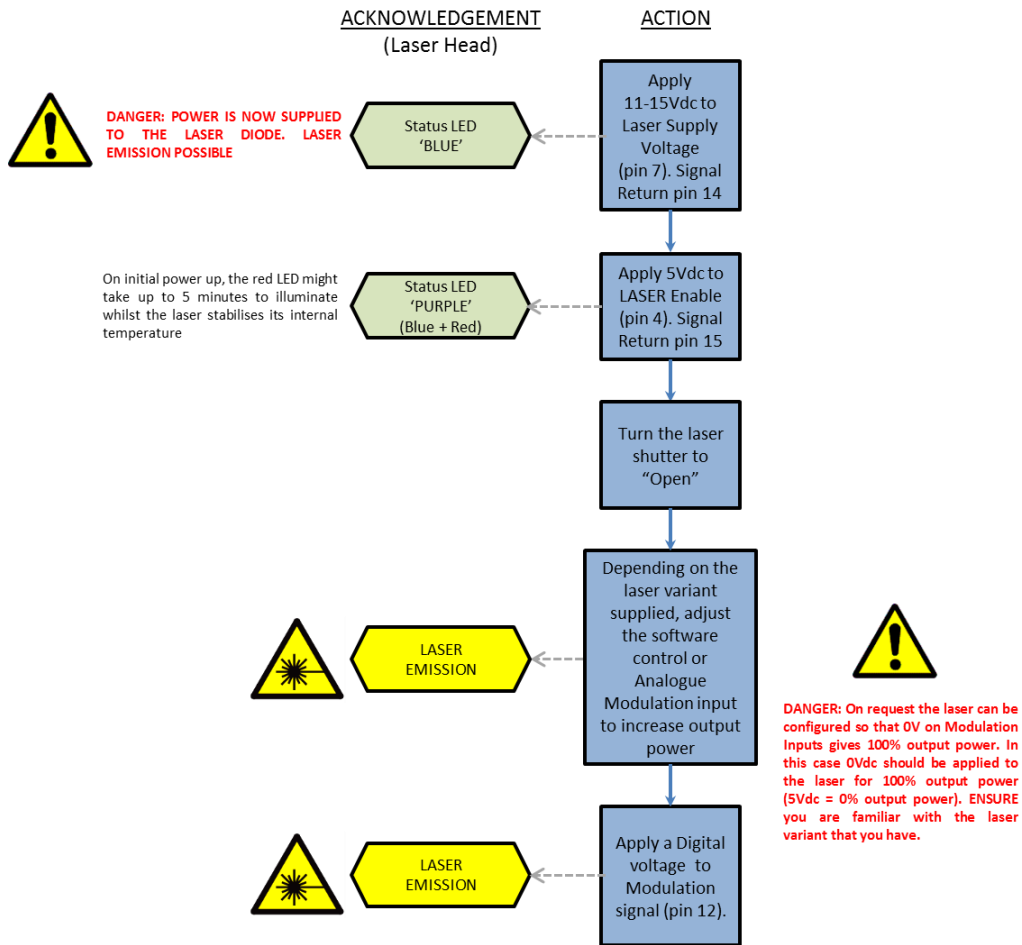 ACKNOWLEDGEMENT
(Laser Head)
ACTION
DANGER: POWER IS NOW SUPPLIED
TO THE LASER DIODE. LASER
EMISSION POSSIBLE
Status LED
‘BLUE’
Apply
11-15Vdc to
Laser Supply
Voltage
(pin 7). Signal
Return pin 14
On initial power up, the red LED might
take up to 5 minutes to illuminate
whilst the laser stabilises its internal
temperature
Status LED
‘PURPLE’
(Blue + Red)
Apply 5Vdc to
LASER Enable
(pin 4). Signal
Return pin 15
Turn the laser
shutter to
“Open”
LASER
EMISSION
Depending on the
laser variant
supplied, adjust
the software
control or
Analogue
Modulation input
to increase output
power
DANGER: On request the laser can be
configured so that 0V on Modulation
Inputs gives 100% output power. In
this case 0Vdc should be applied to
the laser for 100% output power
(5Vdc = 0% output power). ENSURE
you are familiar with the laser
variant that you have.
LASER
EMISSION
Apply a Digital
voltage to
Modulation
signal (pin 12).